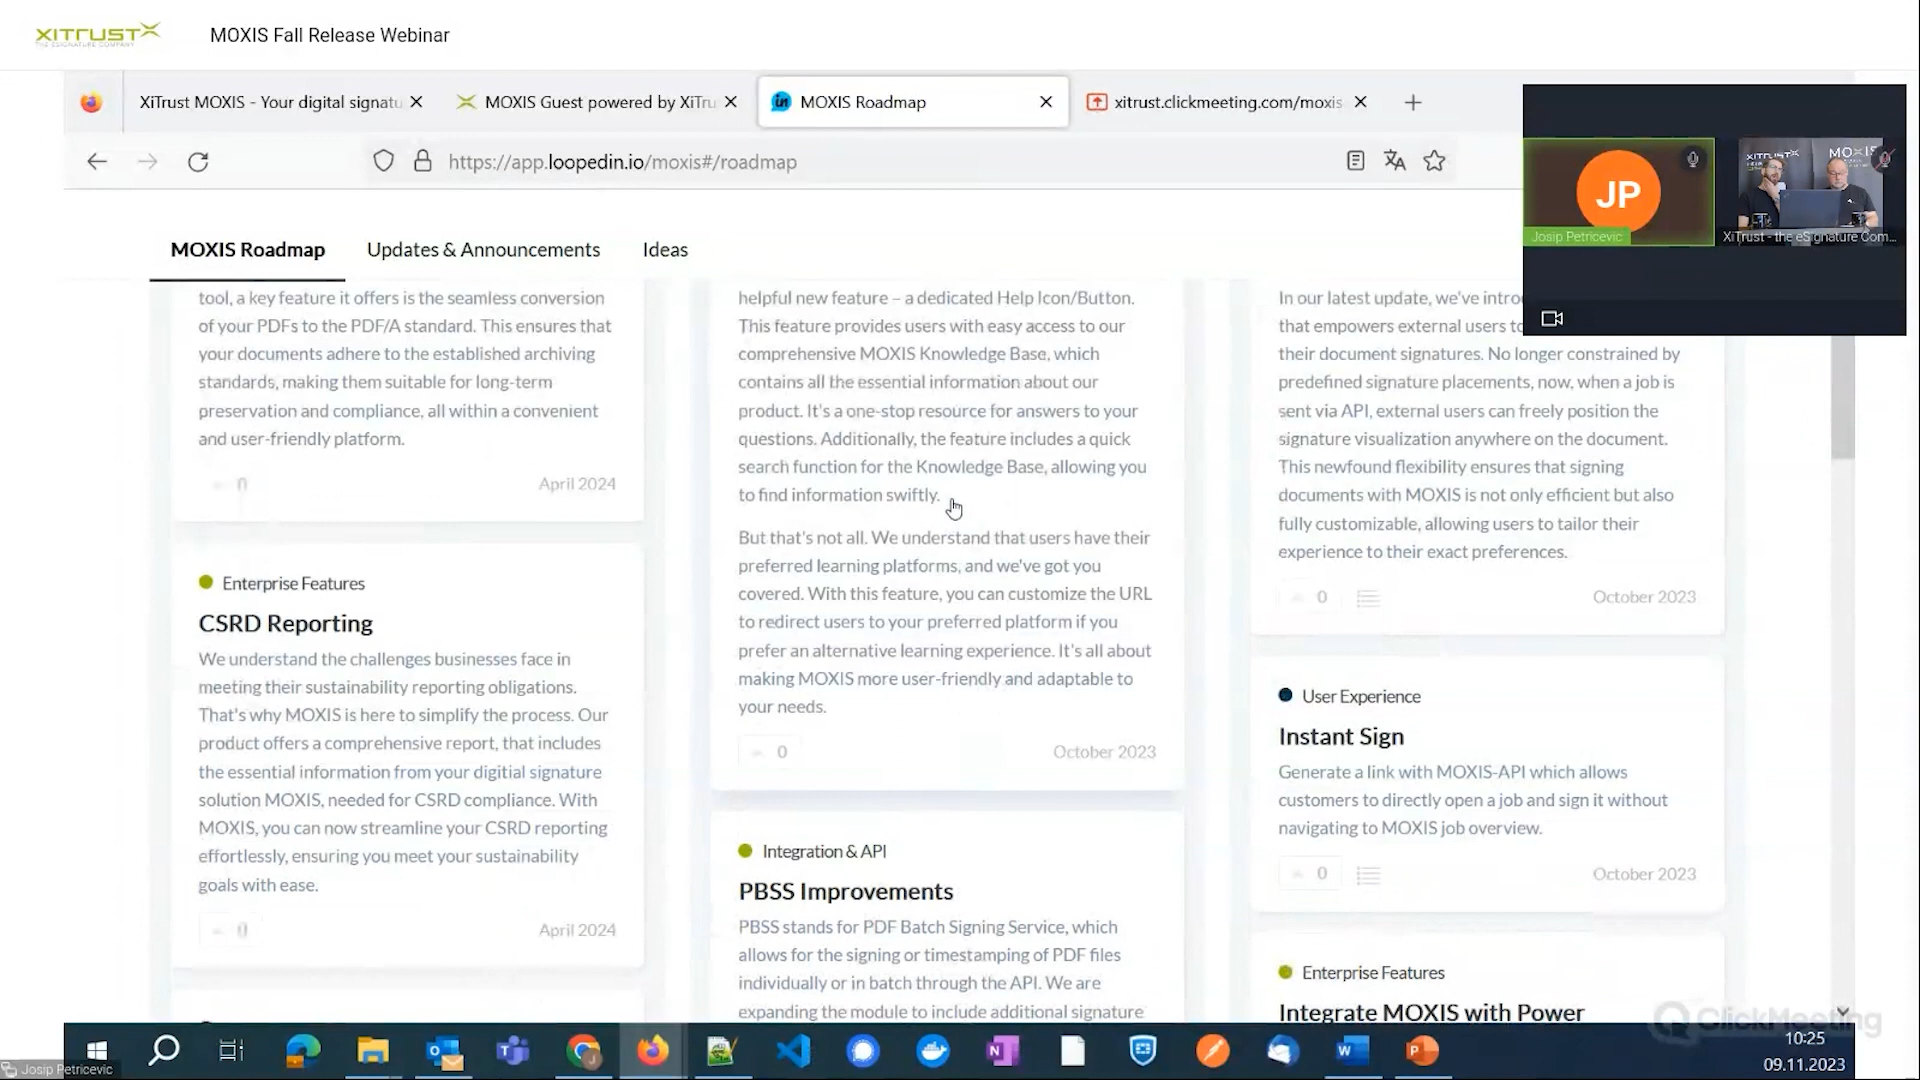 XITRUST
THE ESIGNATURE COMPANY
MOXIS Fall Release Webinar
XiTrust MOXIS - Your digital signatu
MOXIS Guest powered by XiTru
MOXIS Roadmap
xitrust.clickmeeting.com/moxis
https://app.loopedin.io/moxis#/roadmap
JP
Josip Petricevic
XITRUST
MOXIS
XiTrust - the eSignature Com...
MOXIS Roadmap
Updates & Announcements
Ideas
tool, a key feature it offers is the seamless conversion
of your PDFs to the PDF/A standard. This ensures that
your documents adhere to the established archiving
standards, making them suitable for long-term
preservation and compliance, all within a convenient
and user-friendly platform.
0
April 2024
Enterprise Features
CSRD Reporting
We understand the challenges businesses face in
meeting their sustainability reporting obligations.
That's why MOXIS is here to simplify the process. Our
product offers a comprehensive report, that includes
the essential information from your digitial signature
solution MOXIS, needed for CSRD compliance. With
MOXIS, you can now streamline your CSRD reporting
effortlessly, ensuring you meet your sustainability
goals with ease.
0
April 2024
helpful new feature – a dedicated Help Icon/Button.
This feature provides users with easy access to our
comprehensive MOXIS Knowledge Base, which
contains all the essential information about our
product. It's a one-stop resource for answers to your
questions. Additionally, the feature includes a quick
search function for the Knowledge Base, allowing you
to find information swiftly.
But that's not all. We understand that users have their
preferred learning platforms, and we've got you
covered. With this feature, you can customize the URL
to redirect users to your preferred platform if you
prefer an alternative learning experience. It's all about
making MOXIS more user-friendly and adaptable to
your needs.
0
October 2023
Integration & API
PBSS Improvements
PBSS stands for PDF Batch Signing Service, which
allows for the signing or timestamping of PDF files
individually or in batch through the API. We are
expanding the module to include additional signature
In our latest update, we've intro
that empowers external users to
their document signatures. No longer constrained by
predefined signature placements, now, when a job is
sent via API, external users can freely position the
signature visualization anywhere on the document.
This newfound flexibility ensures that signing
documents with MOXIS is not only efficient but also
fully customizable, allowing users to tailor their
experience to their exact preferences.
0
October 2023
User Experience
Instant Sign
Generate a link with MOXIS-API which allows
customers to directly open a job and sign it without
navigating to MOXIS job overview.
0
October 2023
Enterprise Features
Integrate MOXIS with Power
ClickMeeting
10:25
09.11.2023
Josip Petricevic